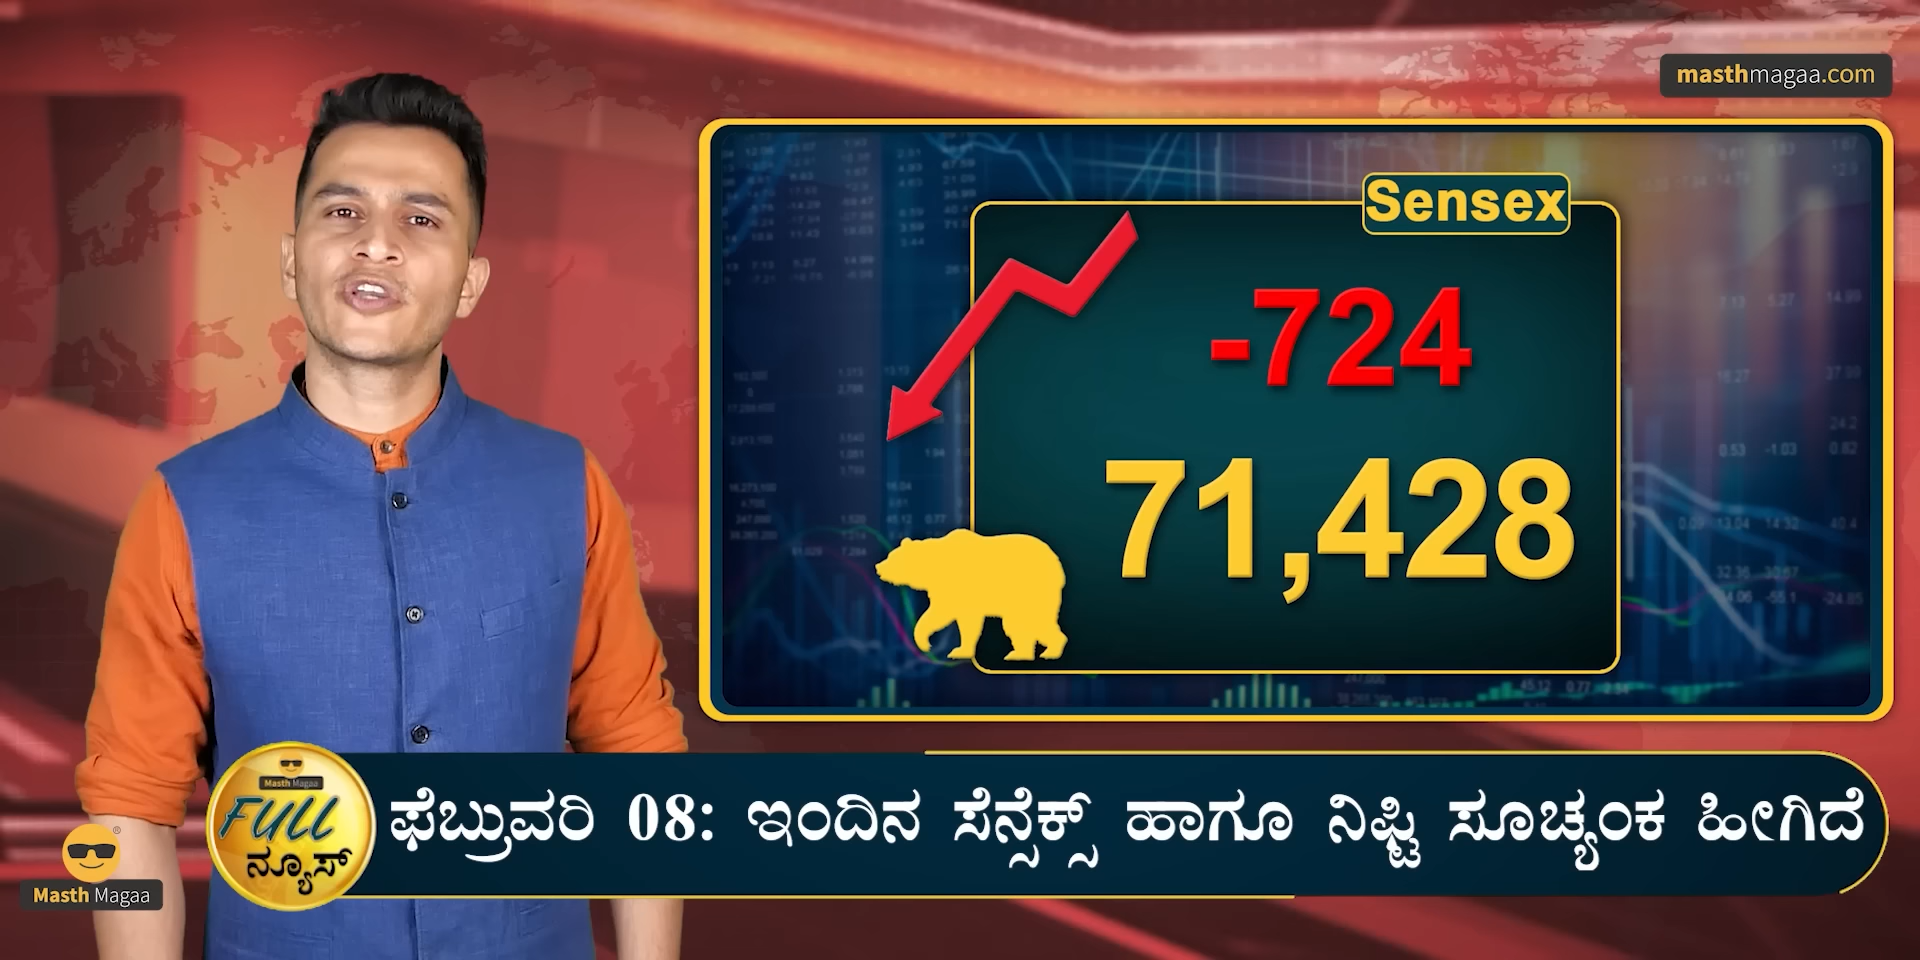 masthmagaa.com
Sensex
-724
71,428
Masth Magaa
FULL
ನ್ಯೂಸ್
ಫೆಬ್ರುವರಿ 08: ಇಂದಿನ ಸೆನ್ಸೆಕ್ಸ್ ಹಾಗೂ ನಿಫ್ಟಿ ಸೂಚ್ಯಂಕ ಹೀಗಿದೆ
Masth Magaa